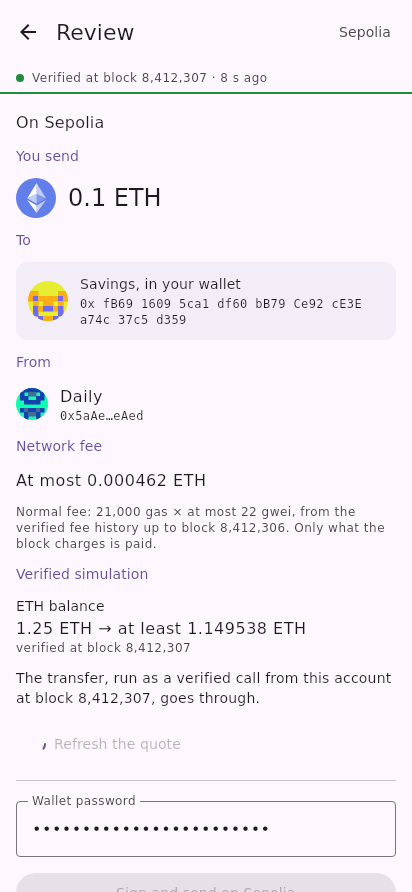 Review
Sepolia
Verified at block 8,412,307 · 8 s ago
On Sepolia
You send
0.1 ETH
To
Savings, in your wallet
0x fB69 1609 5ca1 df60 bB79 Ce92 cE3E
a74c 37c5 d359
From
Daily
0x5aAe…eAed
Network fee
At most 0.000462 ETH
Normal fee: 21,000 gas × at most 22 gwei, from the
verified fee history up to block 8,412,306. Only what the
block charges is paid.
Verified simulation
ETH balance
1.25 ETH → at least 1.149538 ETH
verified at block 8,412,307
The transfer, run as a verified call from this account
at block 8,412,307, goes through.
Refresh the quote
Wallet password
••••••••••••••••••••••••
Sign and send on Sepolia